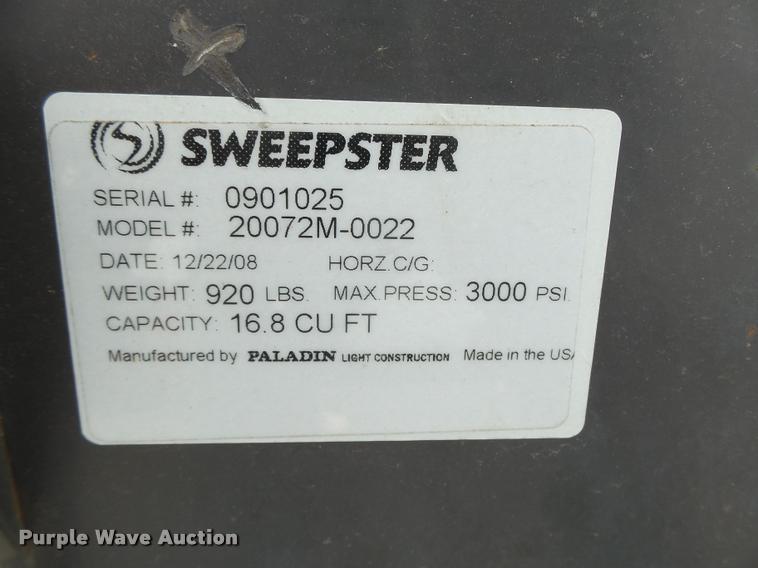 SWEEPSTER
SERIAL #: 0901025
MODEL #: 20072M-0022
DATE: 12/22/08 HORZ.C/G:
WEIGHT: 920 LBS. MAX.PRESS: 3000 PSI.
CAPACITY: 16.8 CU FT
Manufactured by PALADIN LIGHT CONSTRUCTION Made in the USA
Purple Wave Auction